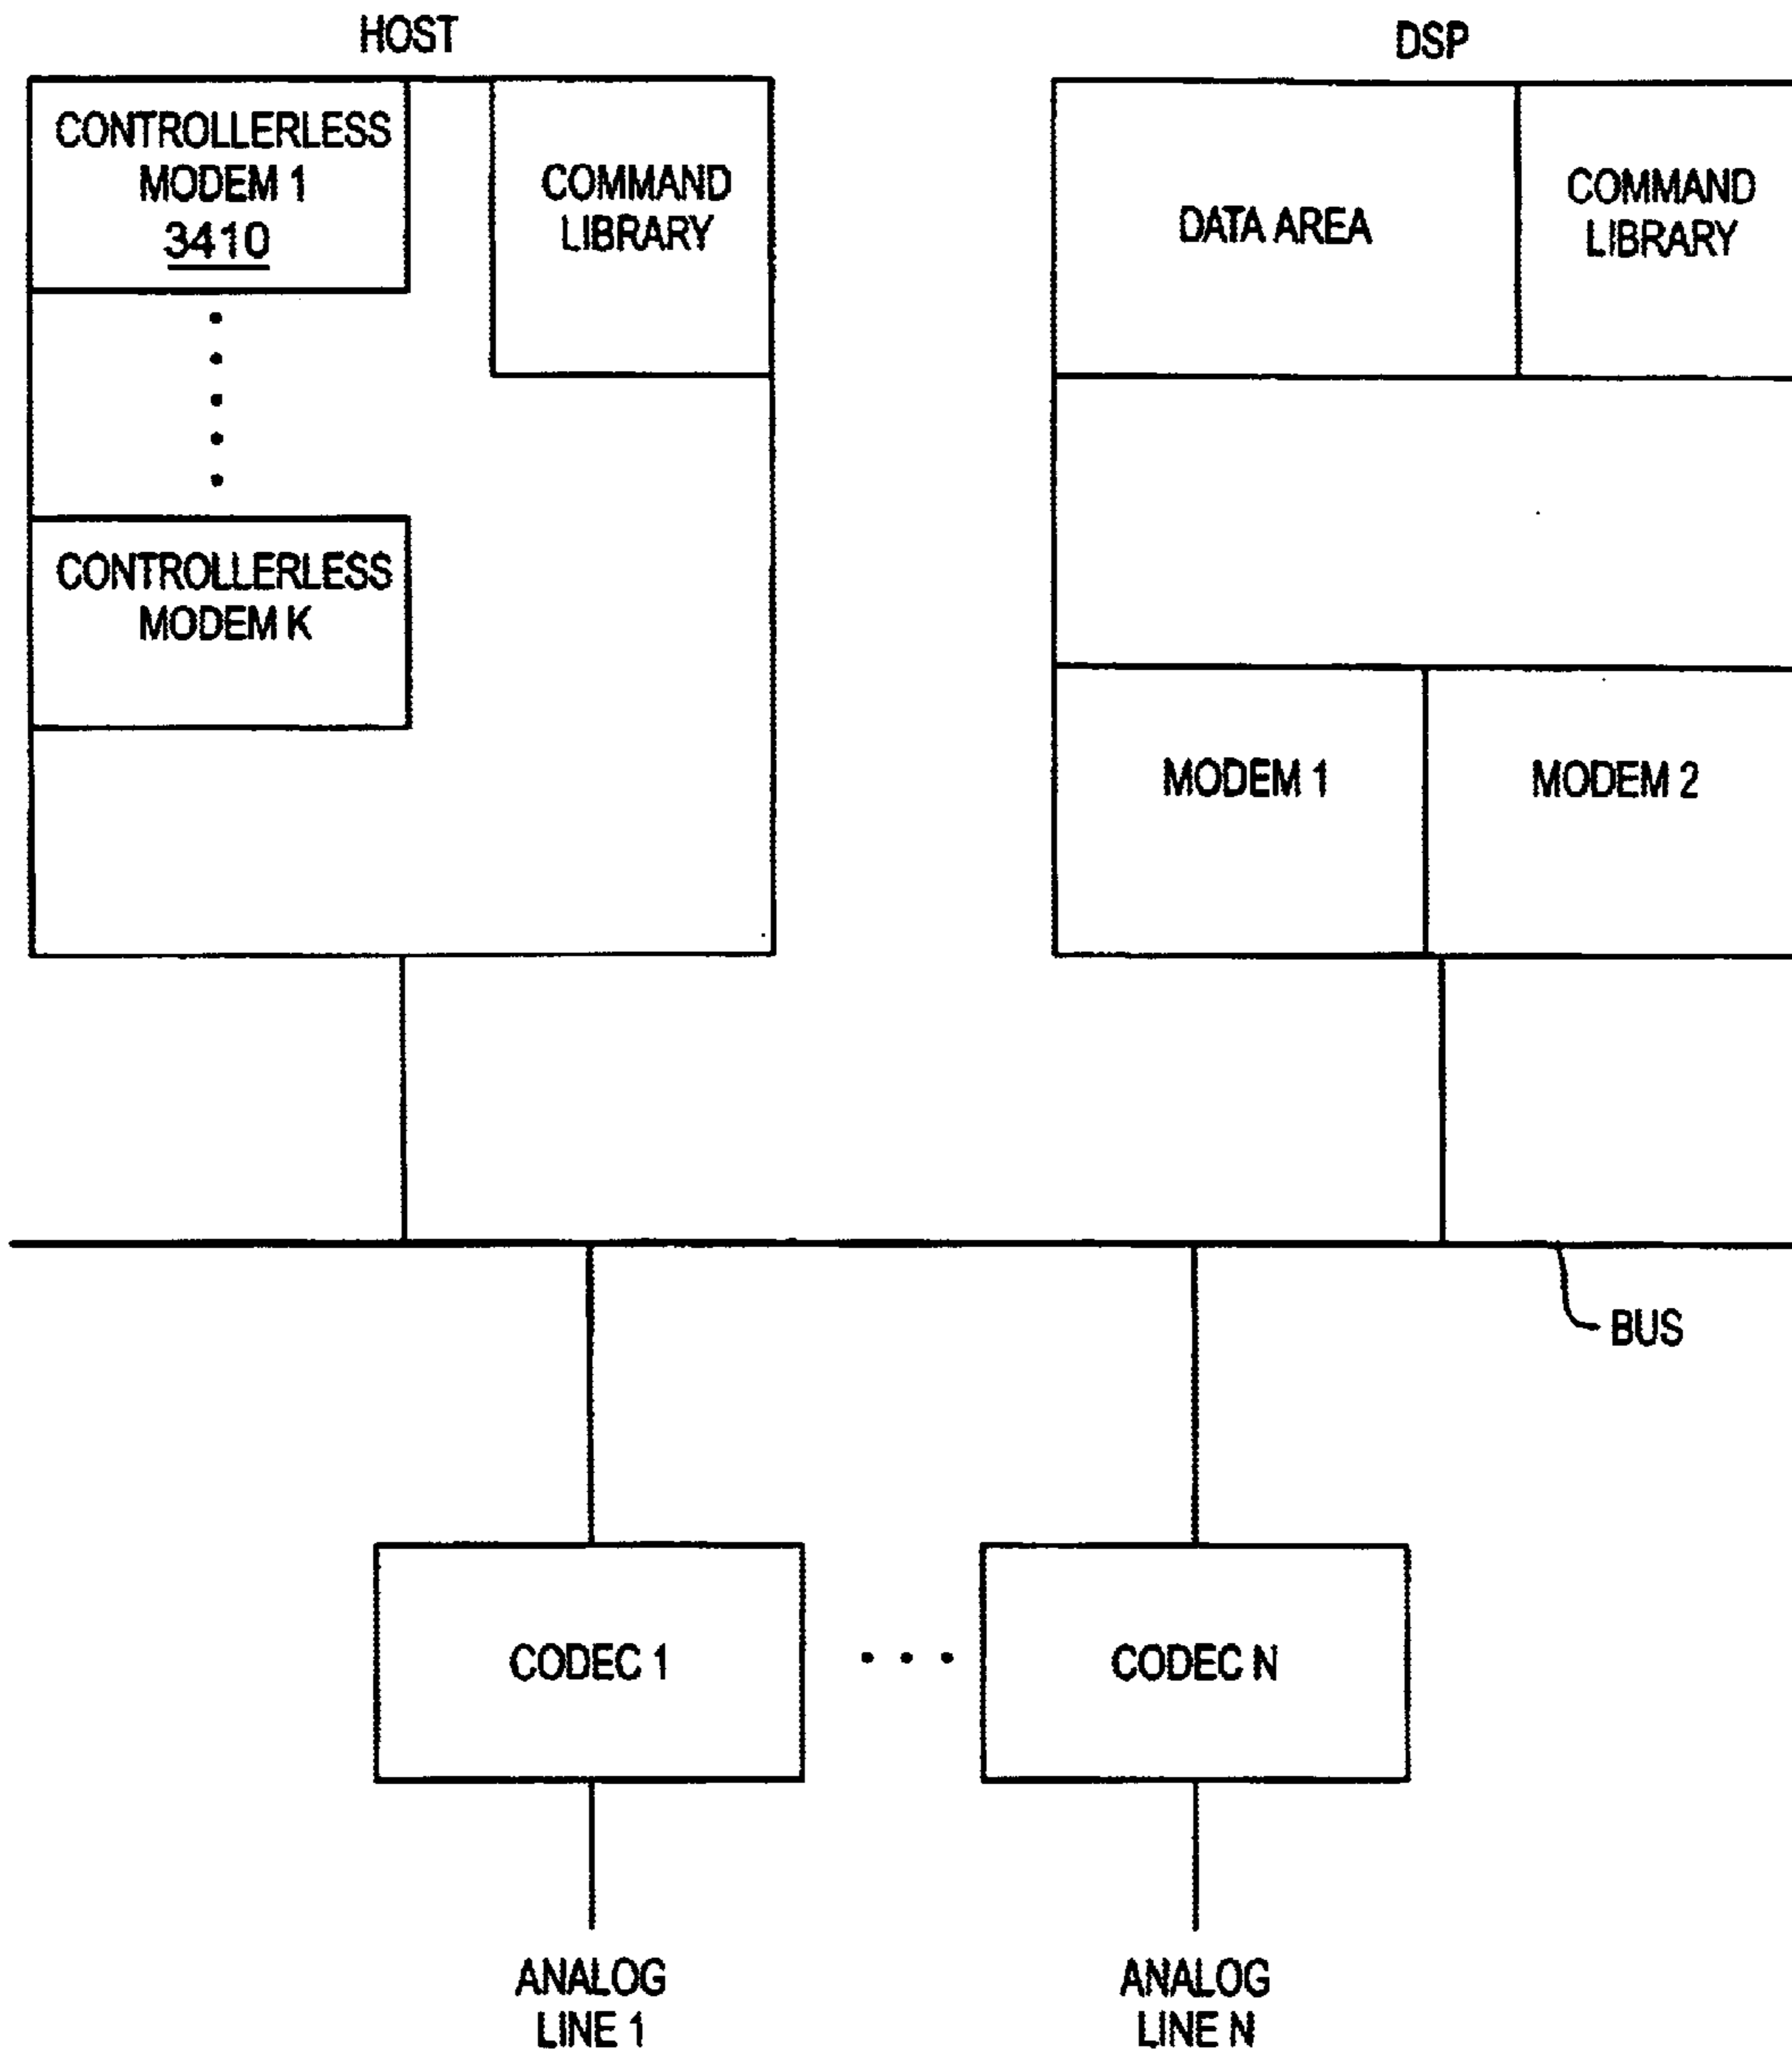 HOST
CONTROLLERLESS
MODEM 1
3410
COMMAND
LIBRARY
CONTROLLERLESS
MODEM K
DSP
DATA AREA
COMMAND
LIBRARY
MODEM 1
MODEM 2
BUS
CODEC 1
CODEC N
ANALOG
LINE 1
ANALOG
LINE N